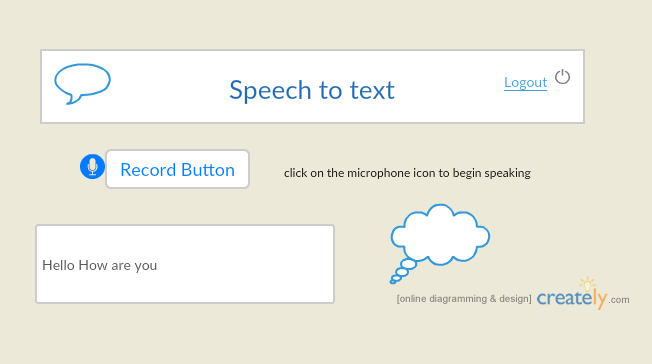 Speech to text
Logout
Record Button
click on the microphone icon to begin speaking
Hello How are you
[online diagramming & design] creately.com